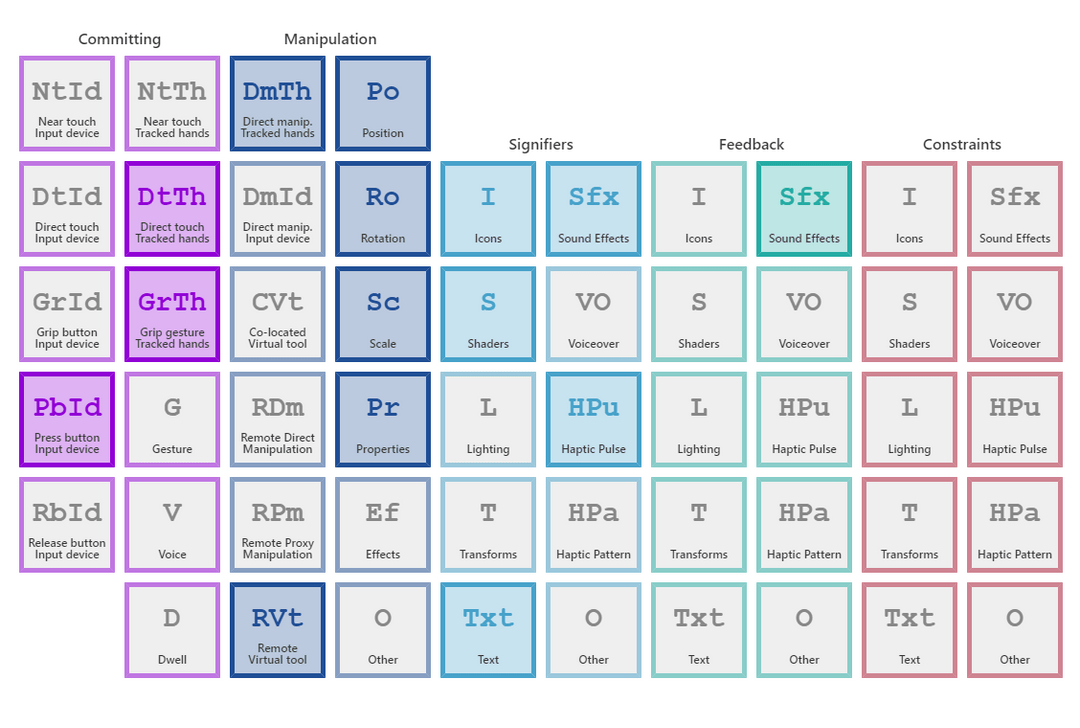 Committing
Manipulation
NtId
Near touch
Input device
NtTh
Near touch
Tracked hands
DmTh
Direct manip.
Tracked hands
Po
Position
Signifiers
Feedback
Constraints
DtId
Direct touch
Input device
DtTh
Direct touch
Tracked hands
DmId
Direct manip.
Input device
Ro
Rotation
I
Icons
Sfx
Sound Effects
I
Icons
Sfx
Sound Effects
I
Icons
Sfx
Sound Effects
GrId
Grip button
Input device
GrTh
Grip gesture
Tracked hands
CVt
Co-located
Virtual tool
Sc
Scale
S
Shaders
VO
Voiceover
S
Shaders
VO
Voiceover
S
Shaders
VO
Voiceover
PbId
Press button
Input device
G
Gesture
RDm
Remote Direct
Manipulation
Pr
Properties
L
Lighting
HPu
Haptic Pulse
L
Lighting
HPu
Haptic Pulse
L
Lighting
HPu
Haptic Pulse
RbId
Release button
Input device
V
Voice
RPm
Remote Proxy
Manipulation
Ef
Effects
T
Transforms
HPa
Haptic Pattern
T
Transforms
HPa
Haptic Pattern
T
Transforms
HPa
Haptic Pattern
D
Dwell
RVt
Remote
Virtual tool
O
Other
Txt
Text
O
Other
Txt
Text
O
Other
Txt
Text
O
Other